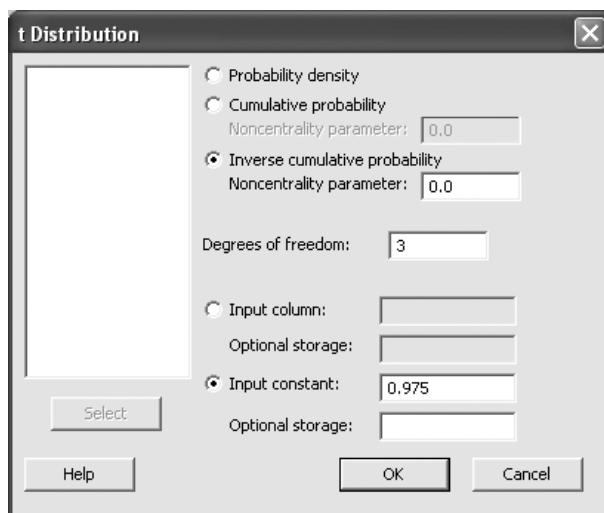 t Distribution
Probability density
Cumulative probability
Noncentrality parameter: 0.0
Inverse cumulative probability
Noncentrality parameter: 0.0
Degrees of freedom: 3
Input column:
Optional storage:
Input constant: 0.975
Optional storage:
Select
Help OK Cancel